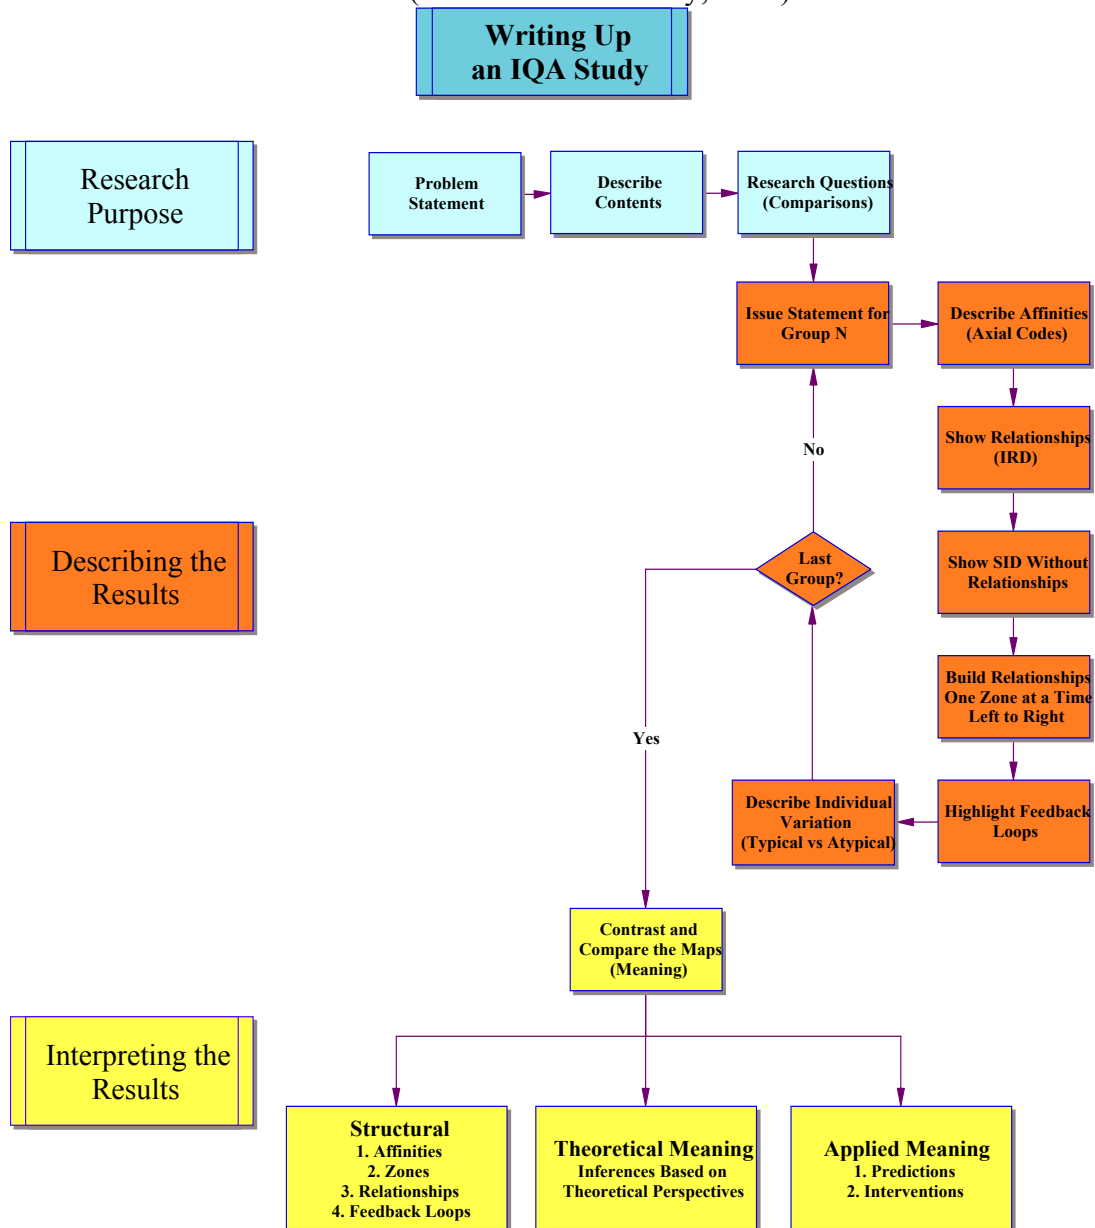 Writing Up
an IQA Study
Research
Purpose
Problem
Statement
Describe
Contents
Research Questions
(Comparisons)
Issue Statement for
Group N
Describe Affinities
(Axial Codes)
Show Relationships
(IRD)
No
Describing the
Results
Last
Group?
Show SID Without
Relationships
Build Relationships
One Zone at a Time
Left to Right
Yes
Describe Individual
Variation
(Typical vs Atypical)
Highlight Feedback
Loops
Contrast and
Compare the Maps
(Meaning)
Interpreting the
Results
Structural
1. Affinities
2. Zones
3. Relationships
4. Feedback Loops
Theoretical Meaning
Inferences Based on
Theoretical Perspectives
Applied Meaning
1. Predictions
2. Interventions